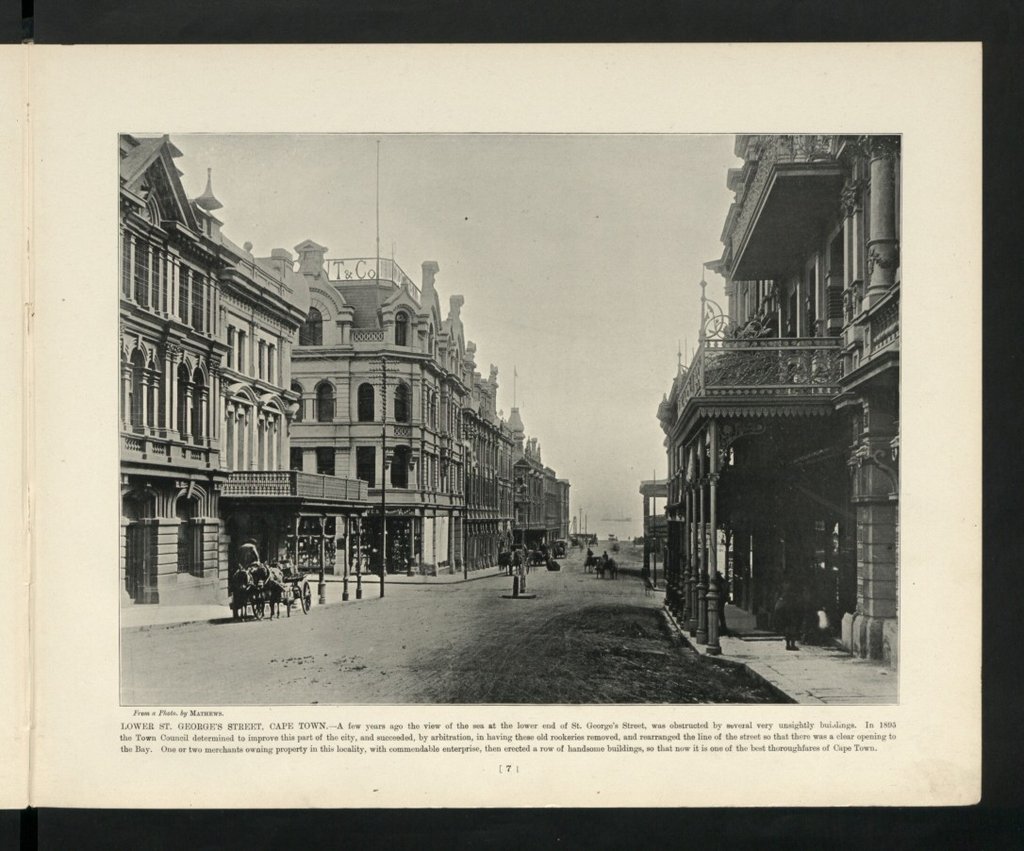 T & Co
From a Photo. by MATHEWS.
LOWER ST. GEORGE'S STREET, CAPE TOWN.—A few years ago the view of the sea at the lower end of St. George's Street, was obstructed by several very unsightly buildings. In 1895
the Town Council determined to improve this part of the city, and succeeded, by arbitration, in having these old rookeries removed, and rearranged the line of the street so that there was a clear opening to
the Bay. One or two merchants owning property in this locality, with commendable enterprise, then erected a row of handsome buildings, so that now it is one of the best thoroughfares of Cape Town.
[ 7 ]